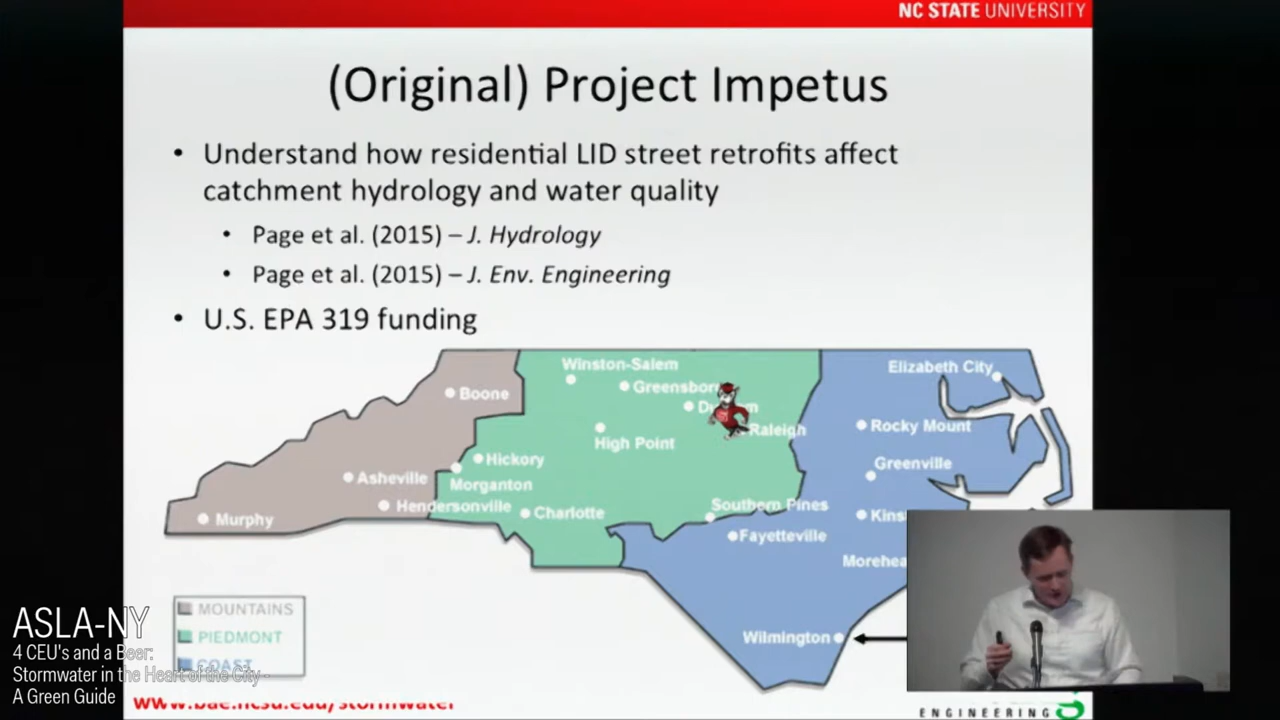 NC STATE UNIVERSITY
(Original) Project Impetus
• Understand how residential LID street retrofits affect
catchment hydrology and water quality
• Page et al. (2015) – J. Hydrology
• Page et al. (2015) – J. Env. Engineering
• U.S. EPA 319 funding
Winston-Salem
Elizabeth City
Boone
Greensboro
Raleigh
Rocky Mount
High Point
Hickory
Greenville
Asheville
Morganton
Hendersonville
Charlotte
Southern Pines
Murphy
Fayetteville
MOUNTAINS
PIEDMONT
COAST
Wilmington
ASLA-NY
4 CEU's and a Beer:
Stormwater in the Heart of the City -
A Green Guide
www.bae.ncsu.edu/stormwater
ENGINEERING